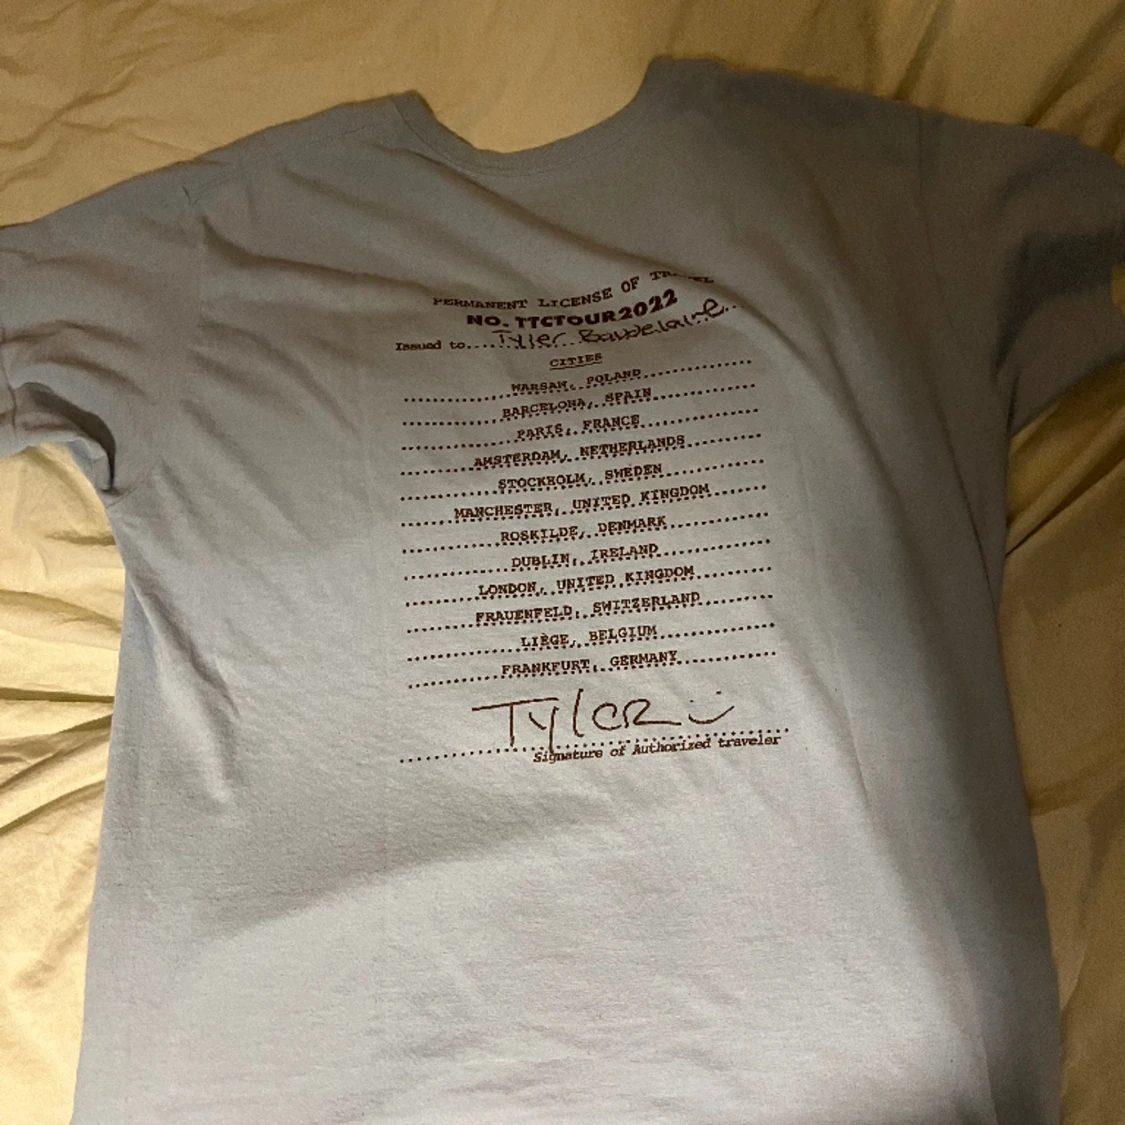 PERMANENT LICENSE OF TRAVEL
NO. TTCTOUR2022
Issued to....Tyler Baudelaire...
CITIES
WARSAW, POLAND
BARCELONA, SPAIN
PARIS, FRANCE
AMSTERDAM, NETHERLANDS
STOCKHOLM, SWEDEN
MANCHESTER, UNITED KINGDOM
ROSKILDE, DENMARK
DUBLIN, IRELAND
LONDON, UNITED KINGDOM
FRAUENFELD, SWITZERLAND
LIÈGE, BELGIUM
FRANKFURT, GERMANY
TyleR
Signature of Authorized traveler